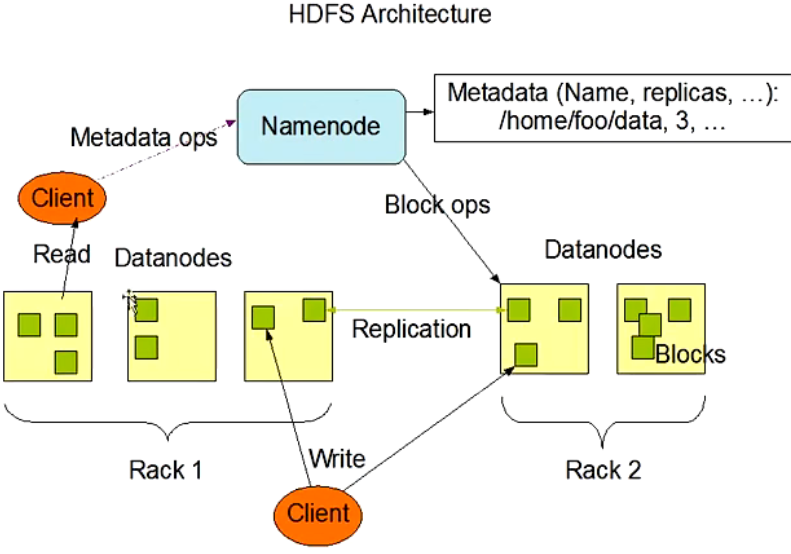 HDFS Architecture
Metadata (Name, replicas, ...):
/home/foo/data, 3, ...
Namenode
Metadata ops
Client
Block ops
Read
Datanodes
Datanodes
Replication
Blocks
Rack 1
Write
Rack 2
Client